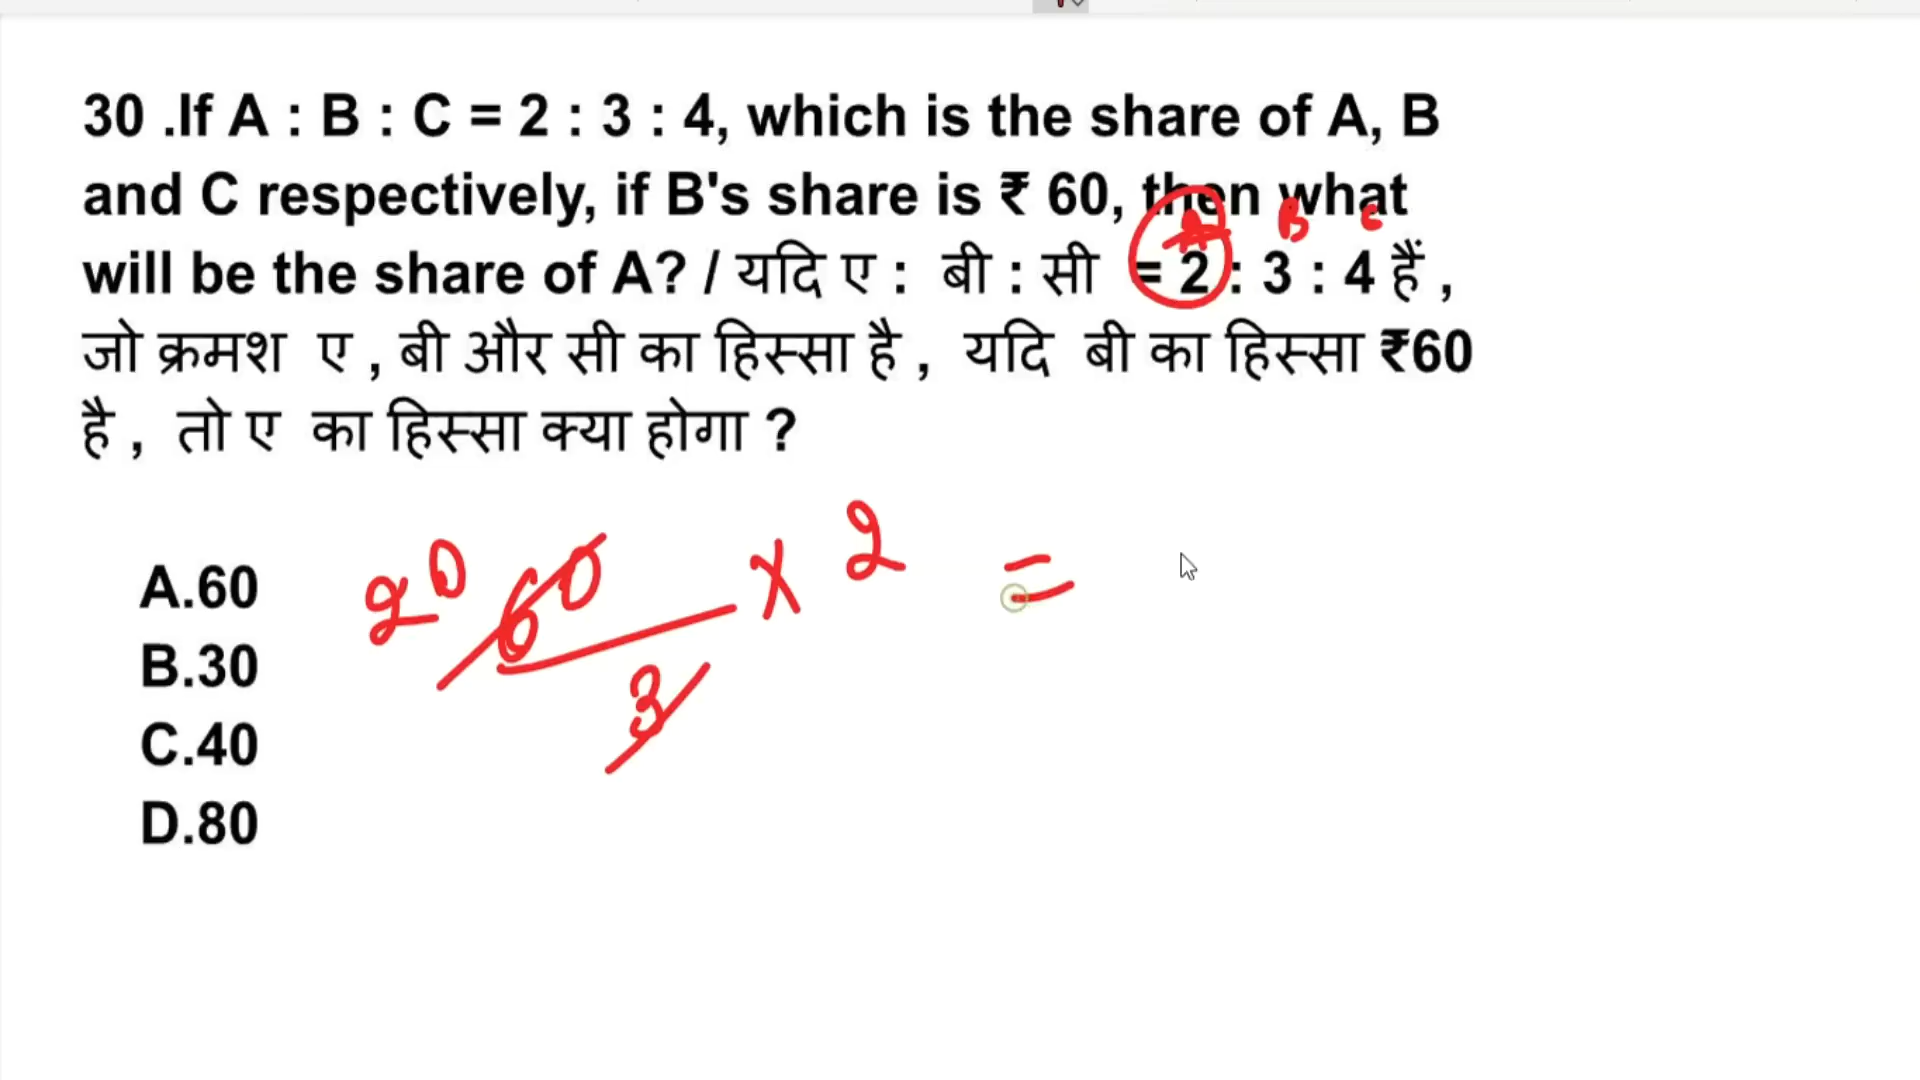 30 .If A : B : C = 2 : 3 : 4, which is the share of A, B
and C respectively, if B's share is ₹ 60, then what
A B C
will be the share of A? / यदि ए : बी : सी = 2 : 3 : 4 हैं ,
जो क्रमश ए , बी और सी का हिस्सा है , यदि बी का हिस्सा ₹60
है , तो ए का हिस्सा क्या होगा ?
20 60 × 2 =
3
A.60
B.30
C.40
D.80